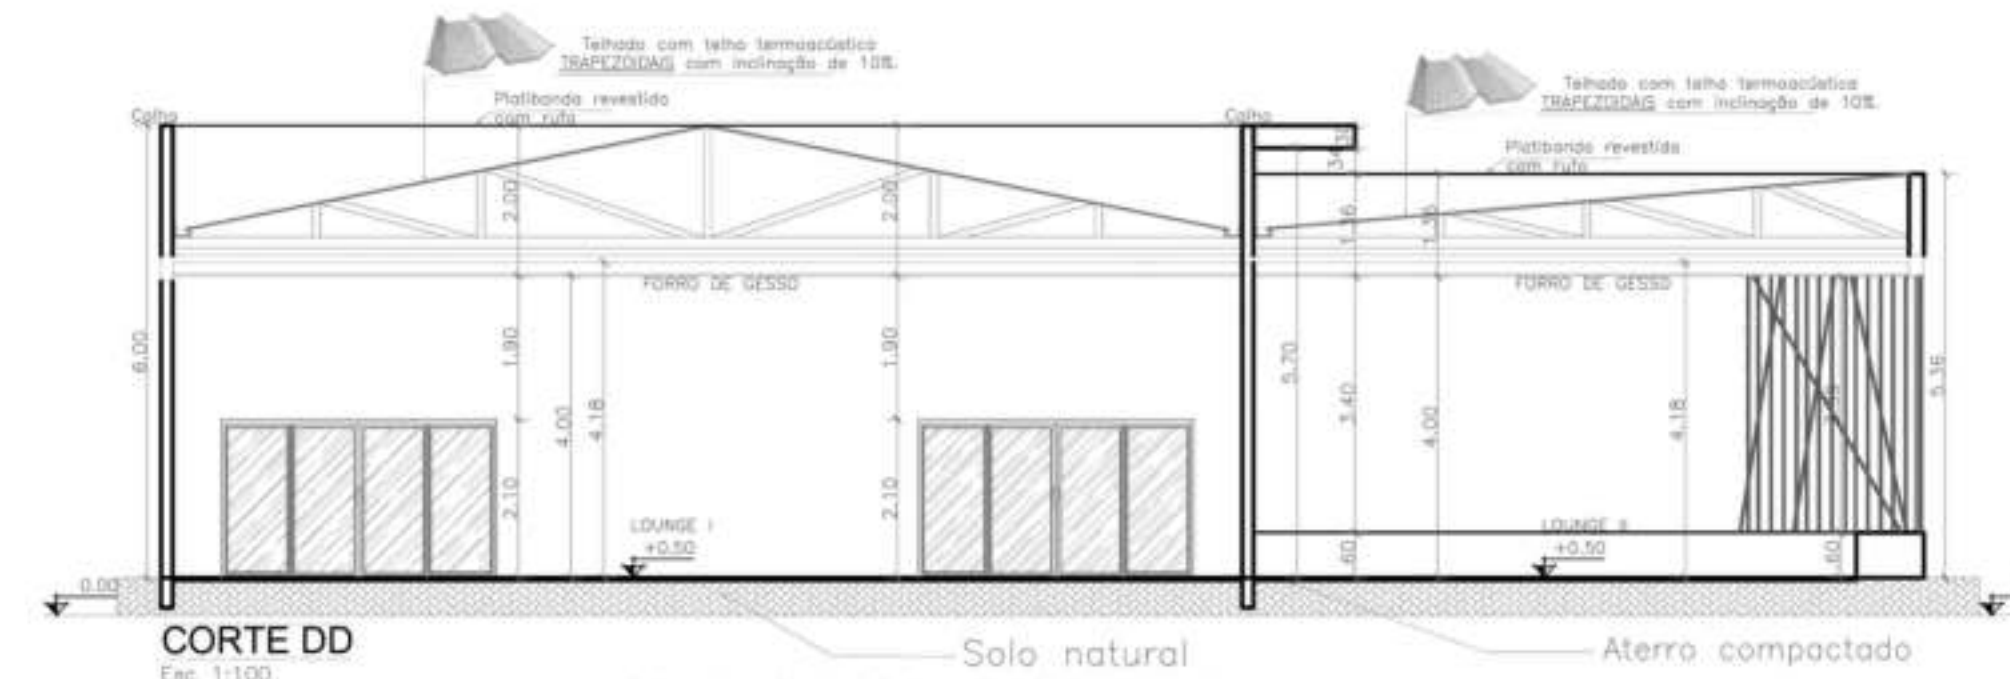 Telhado com telha termoacústica
TRAPEZOIDAIS com inclinação de 10%.
Telhado com telha termoacústica
TRAPEZOIDAIS com inclinação de 10%.
Platibanda revestida
com rufo
Calha
Calha
Platibanda revestida
com rufo
2.00
2.00
1.36
1.36
FORRO DE GESSO
FORRO DE GESSO
6.00
1.90
1.90
5.70
3.40
5.36
4.00
4.18
4.00
4.18
2.10
2.10
LOUNGE I
+0.50
LOUNGE II
+0.50
.60
.60
0.00
CORTE DD
Esc. 1:100
Solo natural
Aterro compactado